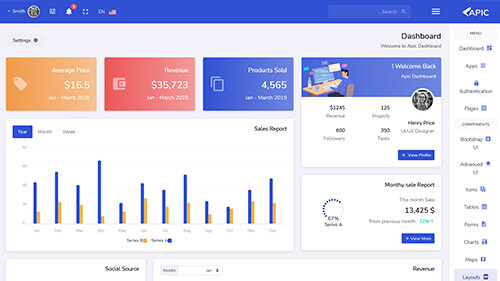 Smith
EN
Search...
APIC
Settings
Dashboard
Welcome to Apic Dashboard
MENU
Dashboard
Apps
Authentication
Pages
COMPONENTS
Bootstrap
UI
Advanced
UI
Icons
Tables
Forms
Charts
Maps
Layouts
Average Price
$16.5
Jan - March 2020
Revenue
$35,723
Jan - March 2020
Products Sold
4,565
Jan - March 2019
! Welcome Back
Apic Dashboard
$1245
Revenue
125
Projects
600
Followers
350
Tasks
Henry Price
UI/UX Designer
+ View Profile
Year Month Week
Sales Report
Jan Feb Mar Apr May Jun Jul Aug Sep Oct Nov Dec
Series B Series A
Monthy sale Report
This month Sale
13,425 $
From previous month 12%
67%
Series A
+ View More
Social Source
Month Jan
Revenue